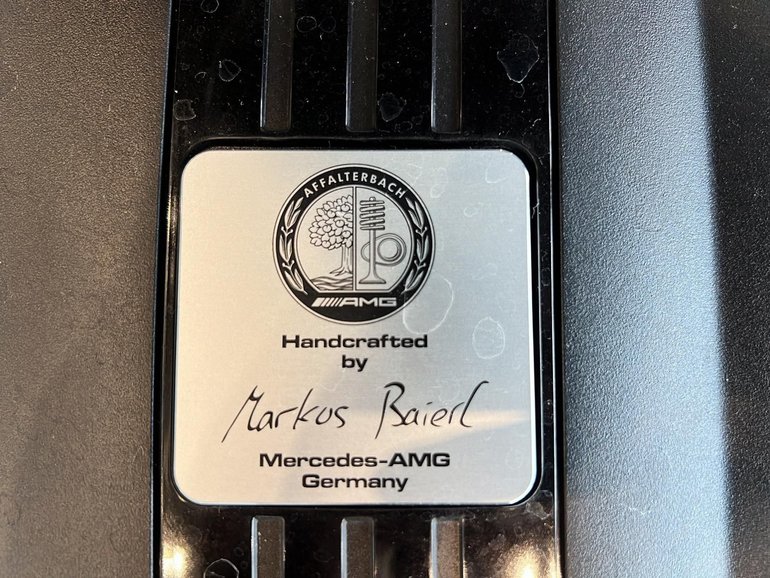 AFFALTERBACH
AMG
Handcrafted
by
Markus Baierl
Mercedes-AMG
Germany